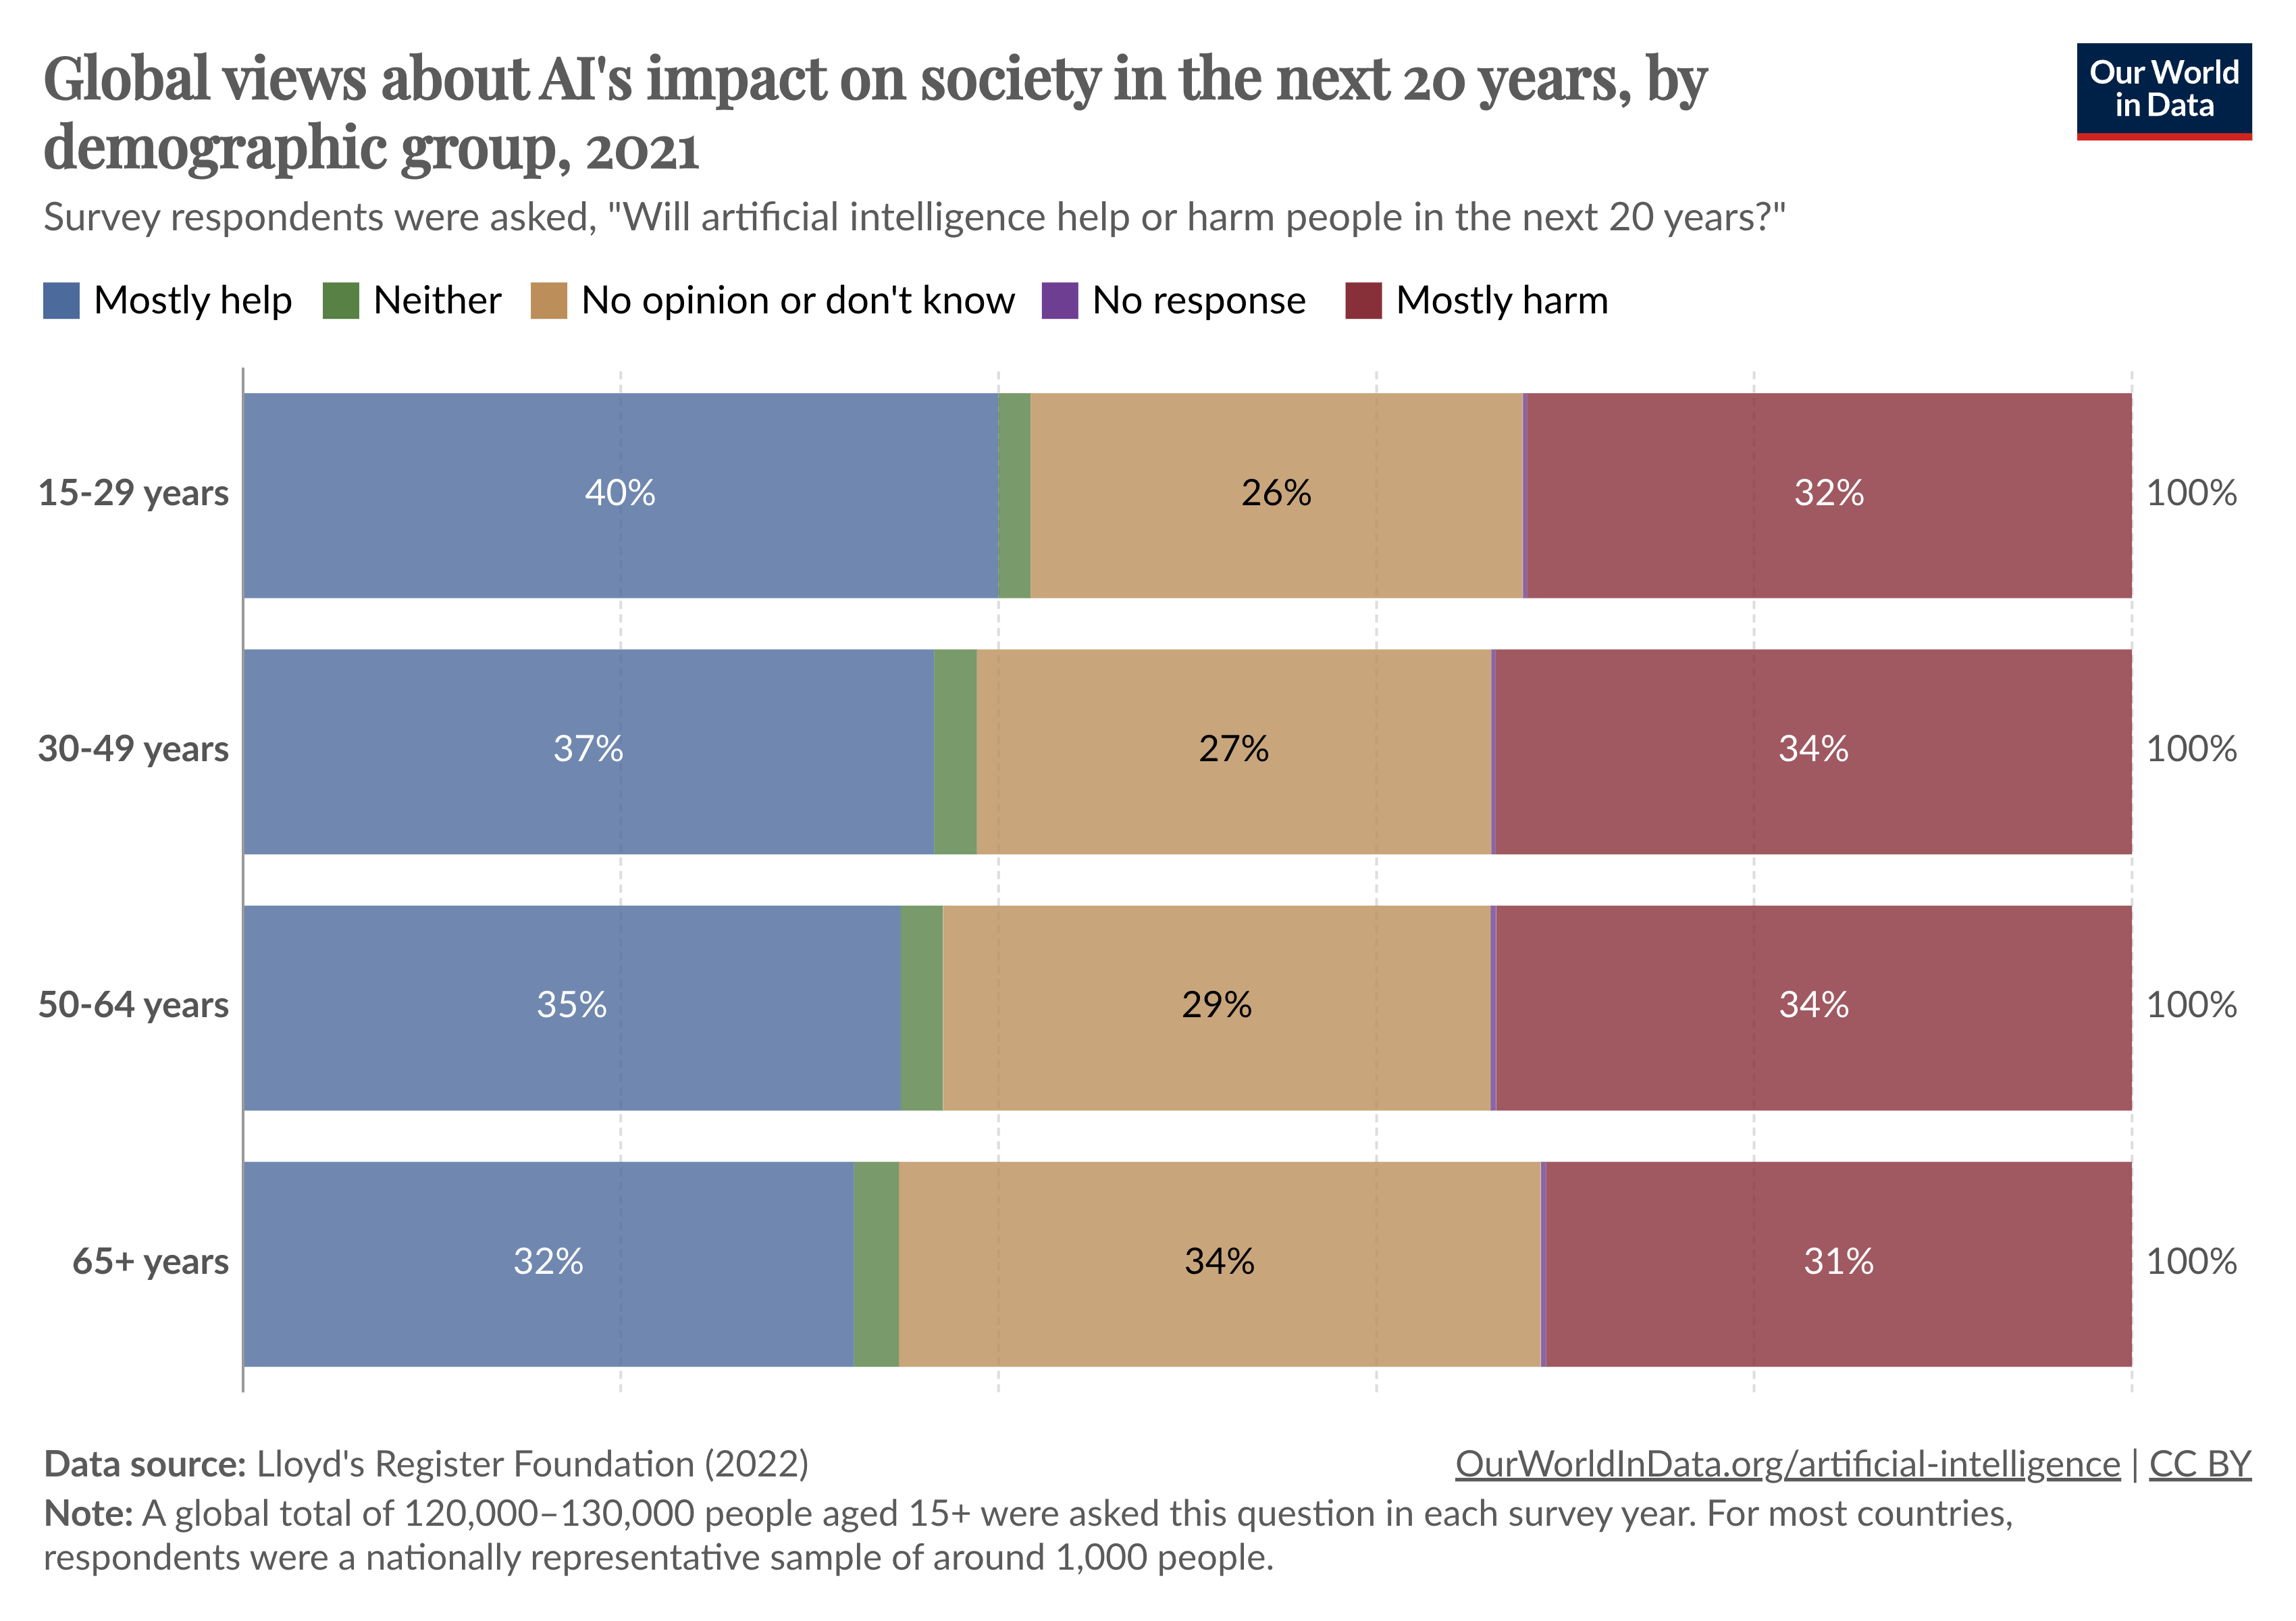 Global views about AI's impact on society in the next 20 years, by
demographic group, 2021
Our World
in Data
Survey respondents were asked, "Will artificial intelligence help or harm people in the next 20 years?"
Mostly help
Neither
No opinion or don't know
No response
Mostly harm
15-29 years
40%
26%
32%
100%
30-49 years
37%
27%
34%
100%
50-64 years
35%
29%
34%
100%
65+ years
32%
34%
31%
100%
Data source: Lloyd's Register Foundation (2022)
OurWorldInData.org/artificial-intelligence | CC BY
Note: A global total of 120,000–130,000 people aged 15+ were asked this question in each survey year. For most countries,
respondents were a nationally representative sample of around 1,000 people.